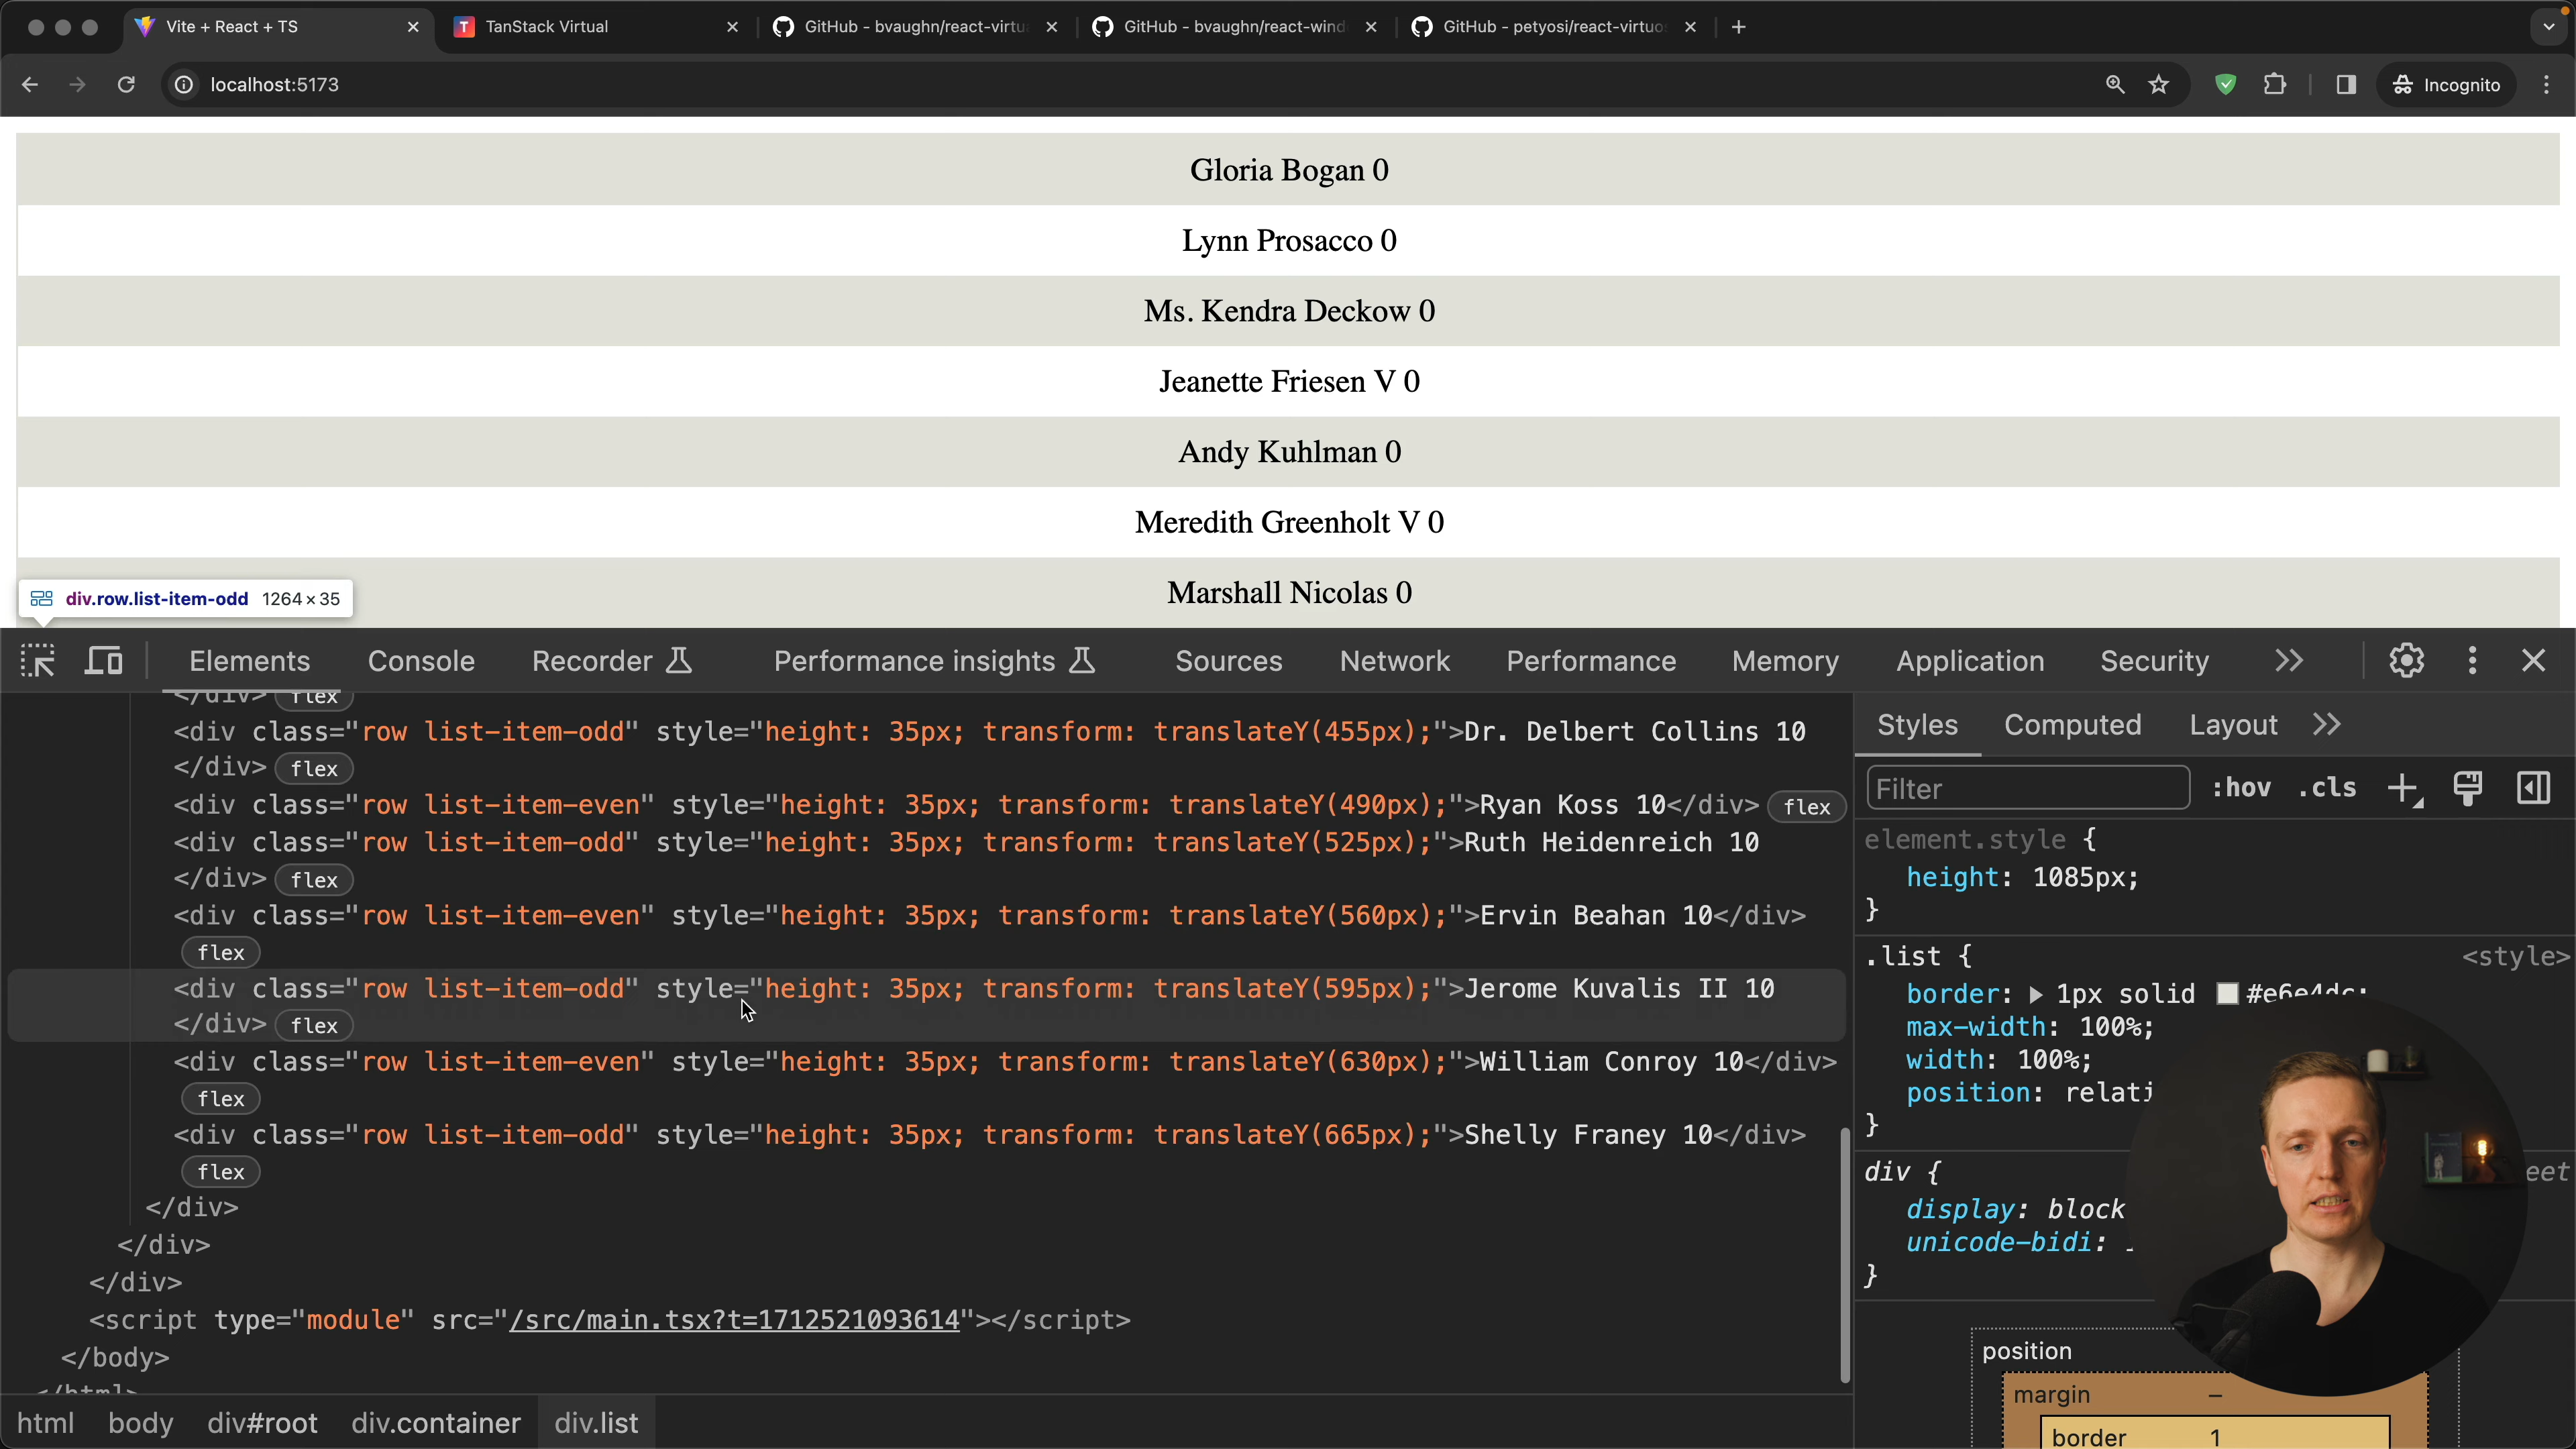 Vite + React + TS
TanStack Virtual
GitHub - bvaughn/react-virtu
GitHub - bvaughn/react-wind
GitHub - petyosi/react-virtuo
localhost:5173
Incognito
Gloria Bogan 0
Lynn Prosacco 0
Ms. Kendra Deckow 0
Jeanette Friesen V 0
Andy Kuhlman 0
Meredith Greenholt V 0
Marshall Nicolas 0
div.row.list-item-odd 1264×35
Elements Console Recorder Performance insights Sources Network Performance Memory Application Security
</div> flex
<div class="row list-item-odd" style="height: 35px; transform: translateY(455px);">Dr. Delbert Collins 10
</div> flex
<div class="row list-item-even" style="height: 35px; transform: translateY(490px);">Ryan Koss 10</div> flex
<div class="row list-item-odd" style="height: 35px; transform: translateY(525px);">Ruth Heidenreich 10
</div> flex
<div class="row list-item-even" style="height: 35px; transform: translateY(560px);">Ervin Beahan 10</div>
flex
<div class="row list-item-odd" style="height: 35px; transform: translateY(595px);">Jerome Kuvalis II 10
</div> flex
<div class="row list-item-even" style="height: 35px; transform: translateY(630px);">William Conroy 10</div>
flex
<div class="row list-item-odd" style="height: 35px; transform: translateY(665px);">Shelly Franey 10</div>
flex
</div>
</div>
</div>
<script type="module" src="/src/main.tsx?t=1712521093614"></script>
</body>
</html>
html body div#root div.container div.list
Styles Computed Layout
Filter :hov .cls
element.style {
height: 1085px;
}
.list { <style>
border: 1px solid #e6e4dc;
max-width: 100%;
width: 100%;
position: relati
}
div { eet
display: block
unicode-bidi:
}
position
margin –
border 1